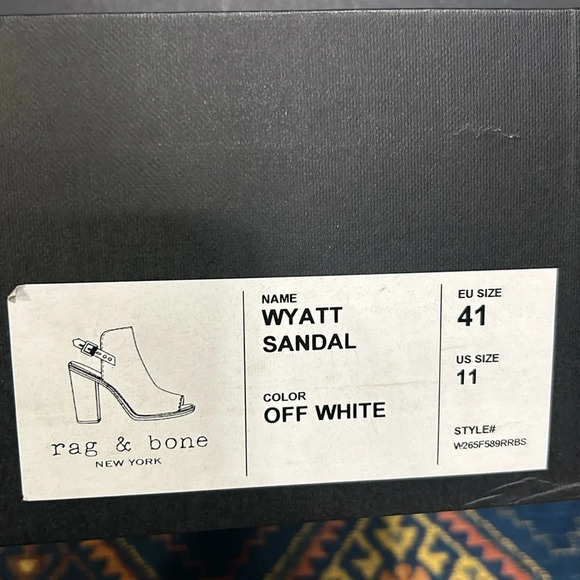 rag & bone
NEW YORK
NAME
WYATT
SANDAL
COLOR
OFF WHITE
EU SIZE
41
US SIZE
11
STYLE#
W265F589RRBS